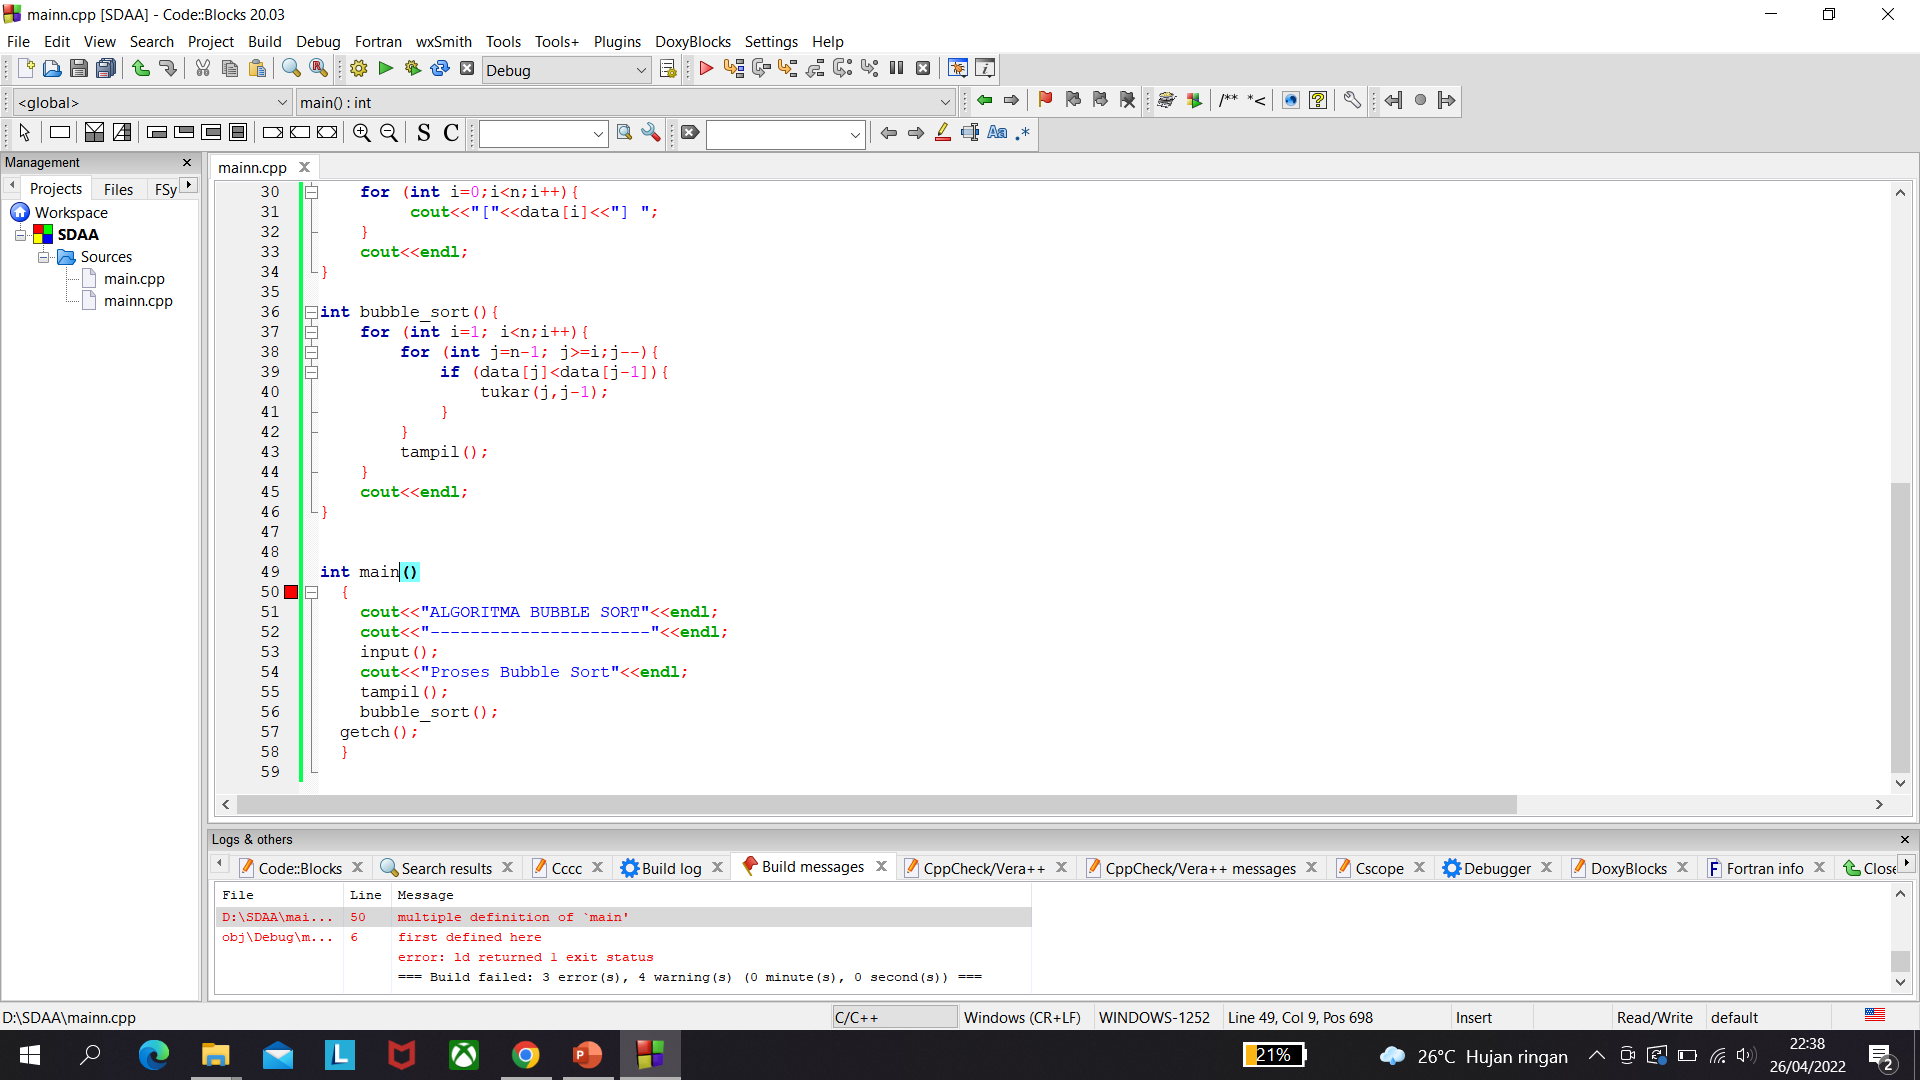 mainn.cpp [SDAA] - Code::Blocks 20.03
File Edit View Search Project Build Debug Fortran wxSmith Tools Tools+ Plugins DoxyBlocks Settings Help
Debug
<global> main() : int
/** *<
S C Aa .*
Management
mainn.cpp
Projects Files FSy
Workspace
SDAA
Sources
main.cpp
mainn.cpp
30 for (int i=0;i<n;i++){
31 cout<<"["<<data[i]<<"] ";
32 }
33 cout<<endl;
34 }
35
36 int bubble_sort(){
37 for (int i=1; i<n;i++){
38 for (int j=n-1; j>=i;j--){
39 if (data[j]<data[j-1]){
40 tukar(j,j-1);
41 }
42 }
43 tampil();
44 }
45 cout<<endl;
46 }
47
48
49 int main()
50 {
51 cout<<"ALGORITMA BUBBLE SORT"<<endl;
52 cout<<"----------------------"<<endl;
53 input();
54 cout<<"Proses Bubble Sort"<<endl;
55 tampil();
56 bubble_sort();
57 getch();
58 }
59
Logs & others
Code::Blocks Search results Cccc Build log Build messages CppCheck/Vera++ CppCheck/Vera++ messages Cscope Debugger DoxyBlocks Fortran info Close
File Line Message
D:\SDAA\mai... 50 multiple definition of `main'
obj\Debug\m... 6 first defined here
error: ld returned 1 exit status
=== Build failed: 3 error(s), 4 warning(s) (0 minute(s), 0 second(s)) ===
D:\SDAA\mainn.cpp C/C++ Windows (CR+LF) WINDOWS-1252 Line 49, Col 9, Pos 698 Insert Read/Write default
21% 26°C Hujan ringan 22:38
26/04/2022 2